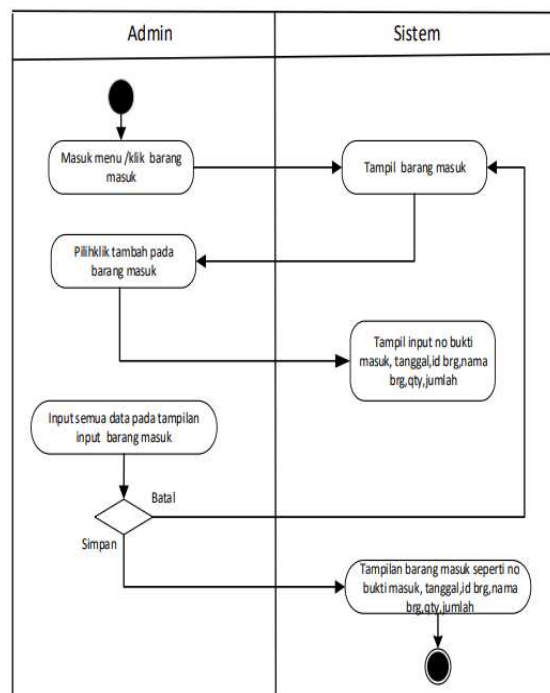 Admin
Sistem
Masuk menu /klik barang
masuk
Tampil barang masuk
Pilihklik tambah pada
barang masuk
Tampil input no bukti
masuk, tanggal,id brg,nama
brg,qty,jumlah
Input semua data pada tampilan
input barang masuk
Batal
Simpan
Tampilan barang masuk seperti no
bukti masuk, tanggal,id brg,nama
brg,qty,jumlah